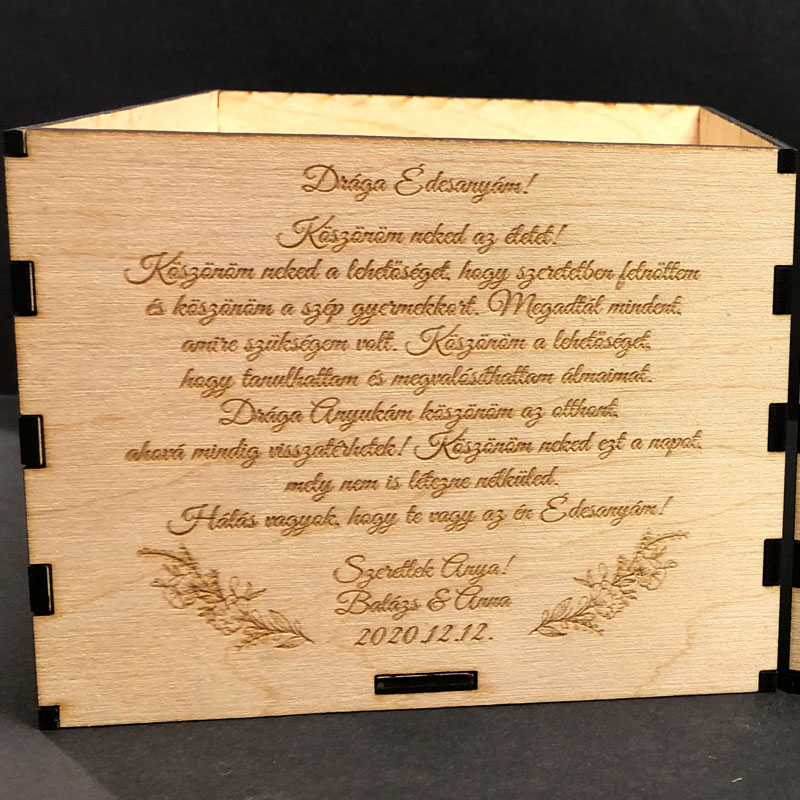 Drága Édesanyám!
Köszönöm neked az életet!
Köszönöm neked a lehetőséget, hogy szeretetben felnőttem
és köszönöm a szép gyermekkort. Megadtál mindent,
amire szükségem volt. Köszönöm a lehetőséget,
hogy tanulhattam és megvalósíthattam álmaimat.
Drága Anyukám köszönöm az otthont,
ahová mindig visszatérhetek! Köszönöm neked ezt a napot,
mely nem is létezne nélküled.
Hálás vagyok, hogy te vagy az én Édesanyám!
Szeretlek Anya!
Balázs & Anna
2020.12.12.